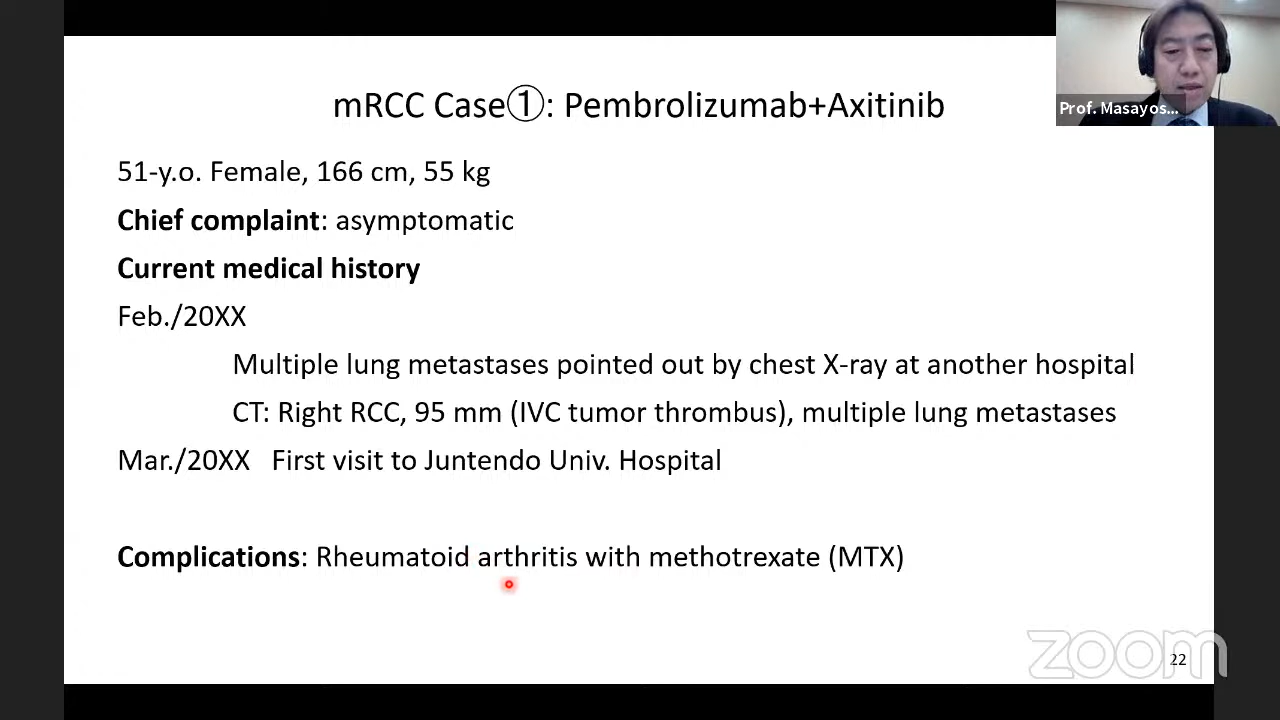 mRCC Case①: Pembrolizumab+Axitinib
Prof. Masayos...
51-y.o. Female, 166 cm, 55 kg
Chief complaint: asymptomatic
Current medical history
Feb./20XX
Multiple lung metastases pointed out by chest X-ray at another hospital
CT: Right RCC, 95 mm (IVC tumor thrombus), multiple lung metastases
Mar./20XX First visit to Juntendo Univ. Hospital
Complications: Rheumatoid arthritis with methotrexate (MTX)
zoom
22